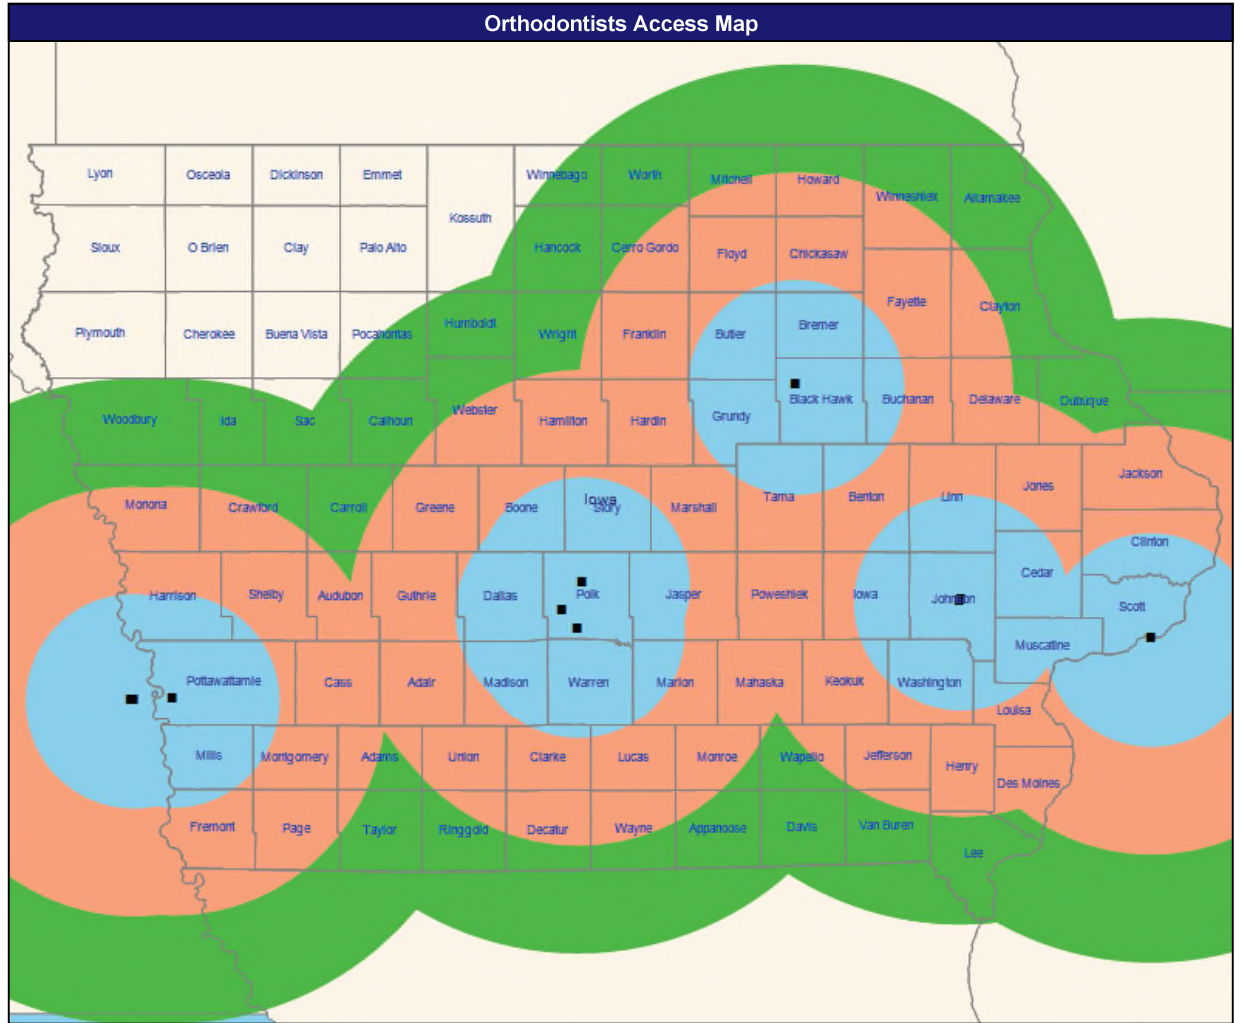 Orthodontists Access Map
Lyon Osceola Dickinson Emmet Winnebago Worth Mitchell Howard Winneshiek Allamakee
Kossuth
Sioux O Brien Clay Palo Alto Hancock Cerro Gordo Floyd Chickasaw
Fayette Clayton
Plymouth Cherokee Buena Vista Pocahontas Humboldt Wright Franklin Butler Bremer
Woodbury Ida Sac Calhoun Webster Hamilton Hardin Grundy Black Hawk Buchanan Delaware Dubuque
Monona Crawford Carroll Greene Boone Story Marshall Tama Benton Linn Jones Jackson
Iowa
Clinton
Harrison Shelby Audubon Guthrie Dallas Polk Jasper Poweshiek Iowa Johnson Cedar Scott
Muscatine
Pottawattamie Cass Adair Madison Warren Marion Mahaska Keokuk Washington
Louisa
Mills Montgomery Adams Union Clarke Lucas Monroe Wapello Jefferson Henry Des Moines
Fremont Page Taylor Ringgold Decatur Wayne Appanoose Davis Van Buren
Lee